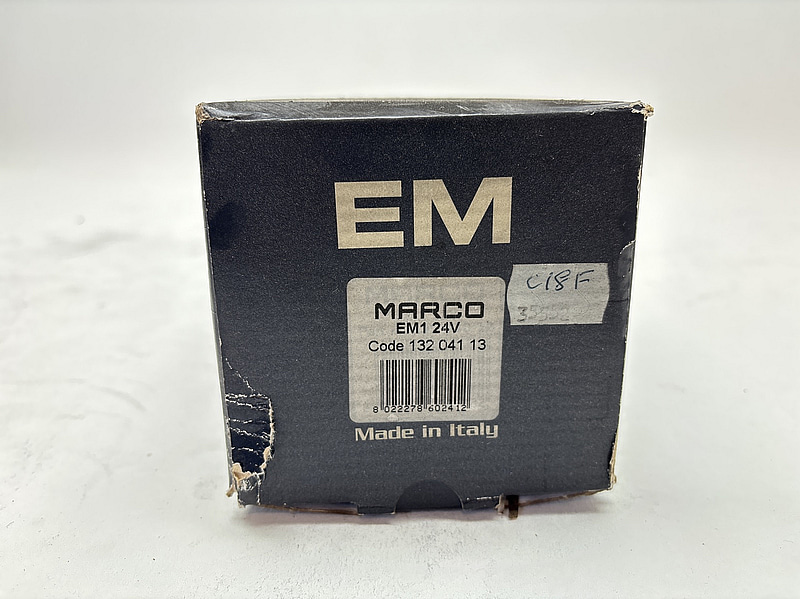 EM
C18F
MARCO
EM1 24V
Code 132 041 13
8 022278 602412
Made in Italy